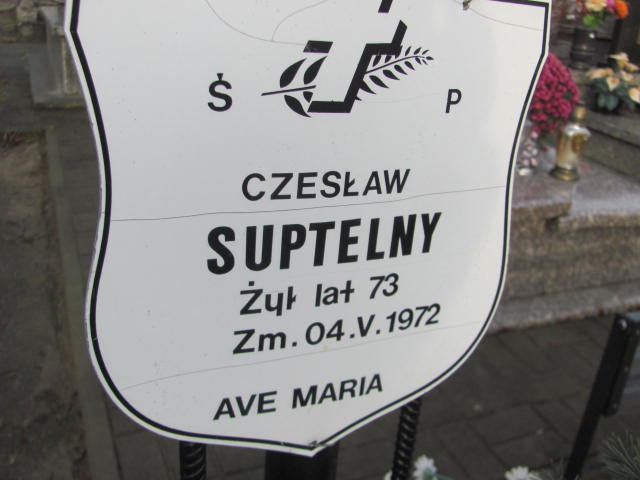 Ś P
CZESŁAW
SUPTELNY
Żył lat 73
Zm. 04.V.1972
AVE MARIA